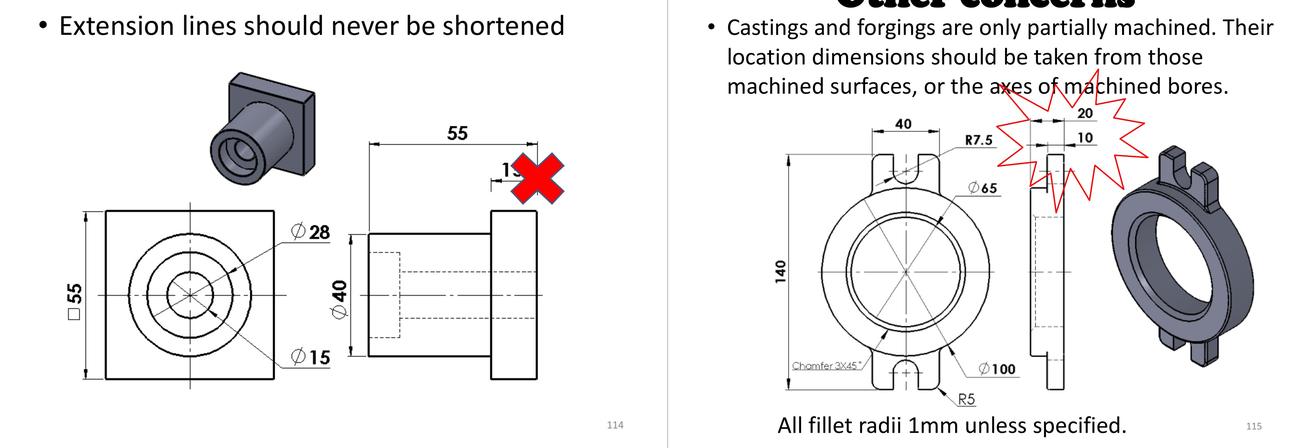 • Extension lines should never be shortened
55
□ 55
∅ 28
∅ 40
∅ 15
114
Other concerns
• Castings and forgings are only partially machined. Their
location dimensions should be taken from those
machined surfaces, or the axes of machined bores.
20
40
10
R7.5
∅ 65
140
Chamfer 3X45°
∅ 100
R5
All fillet radii 1mm unless specified.
115